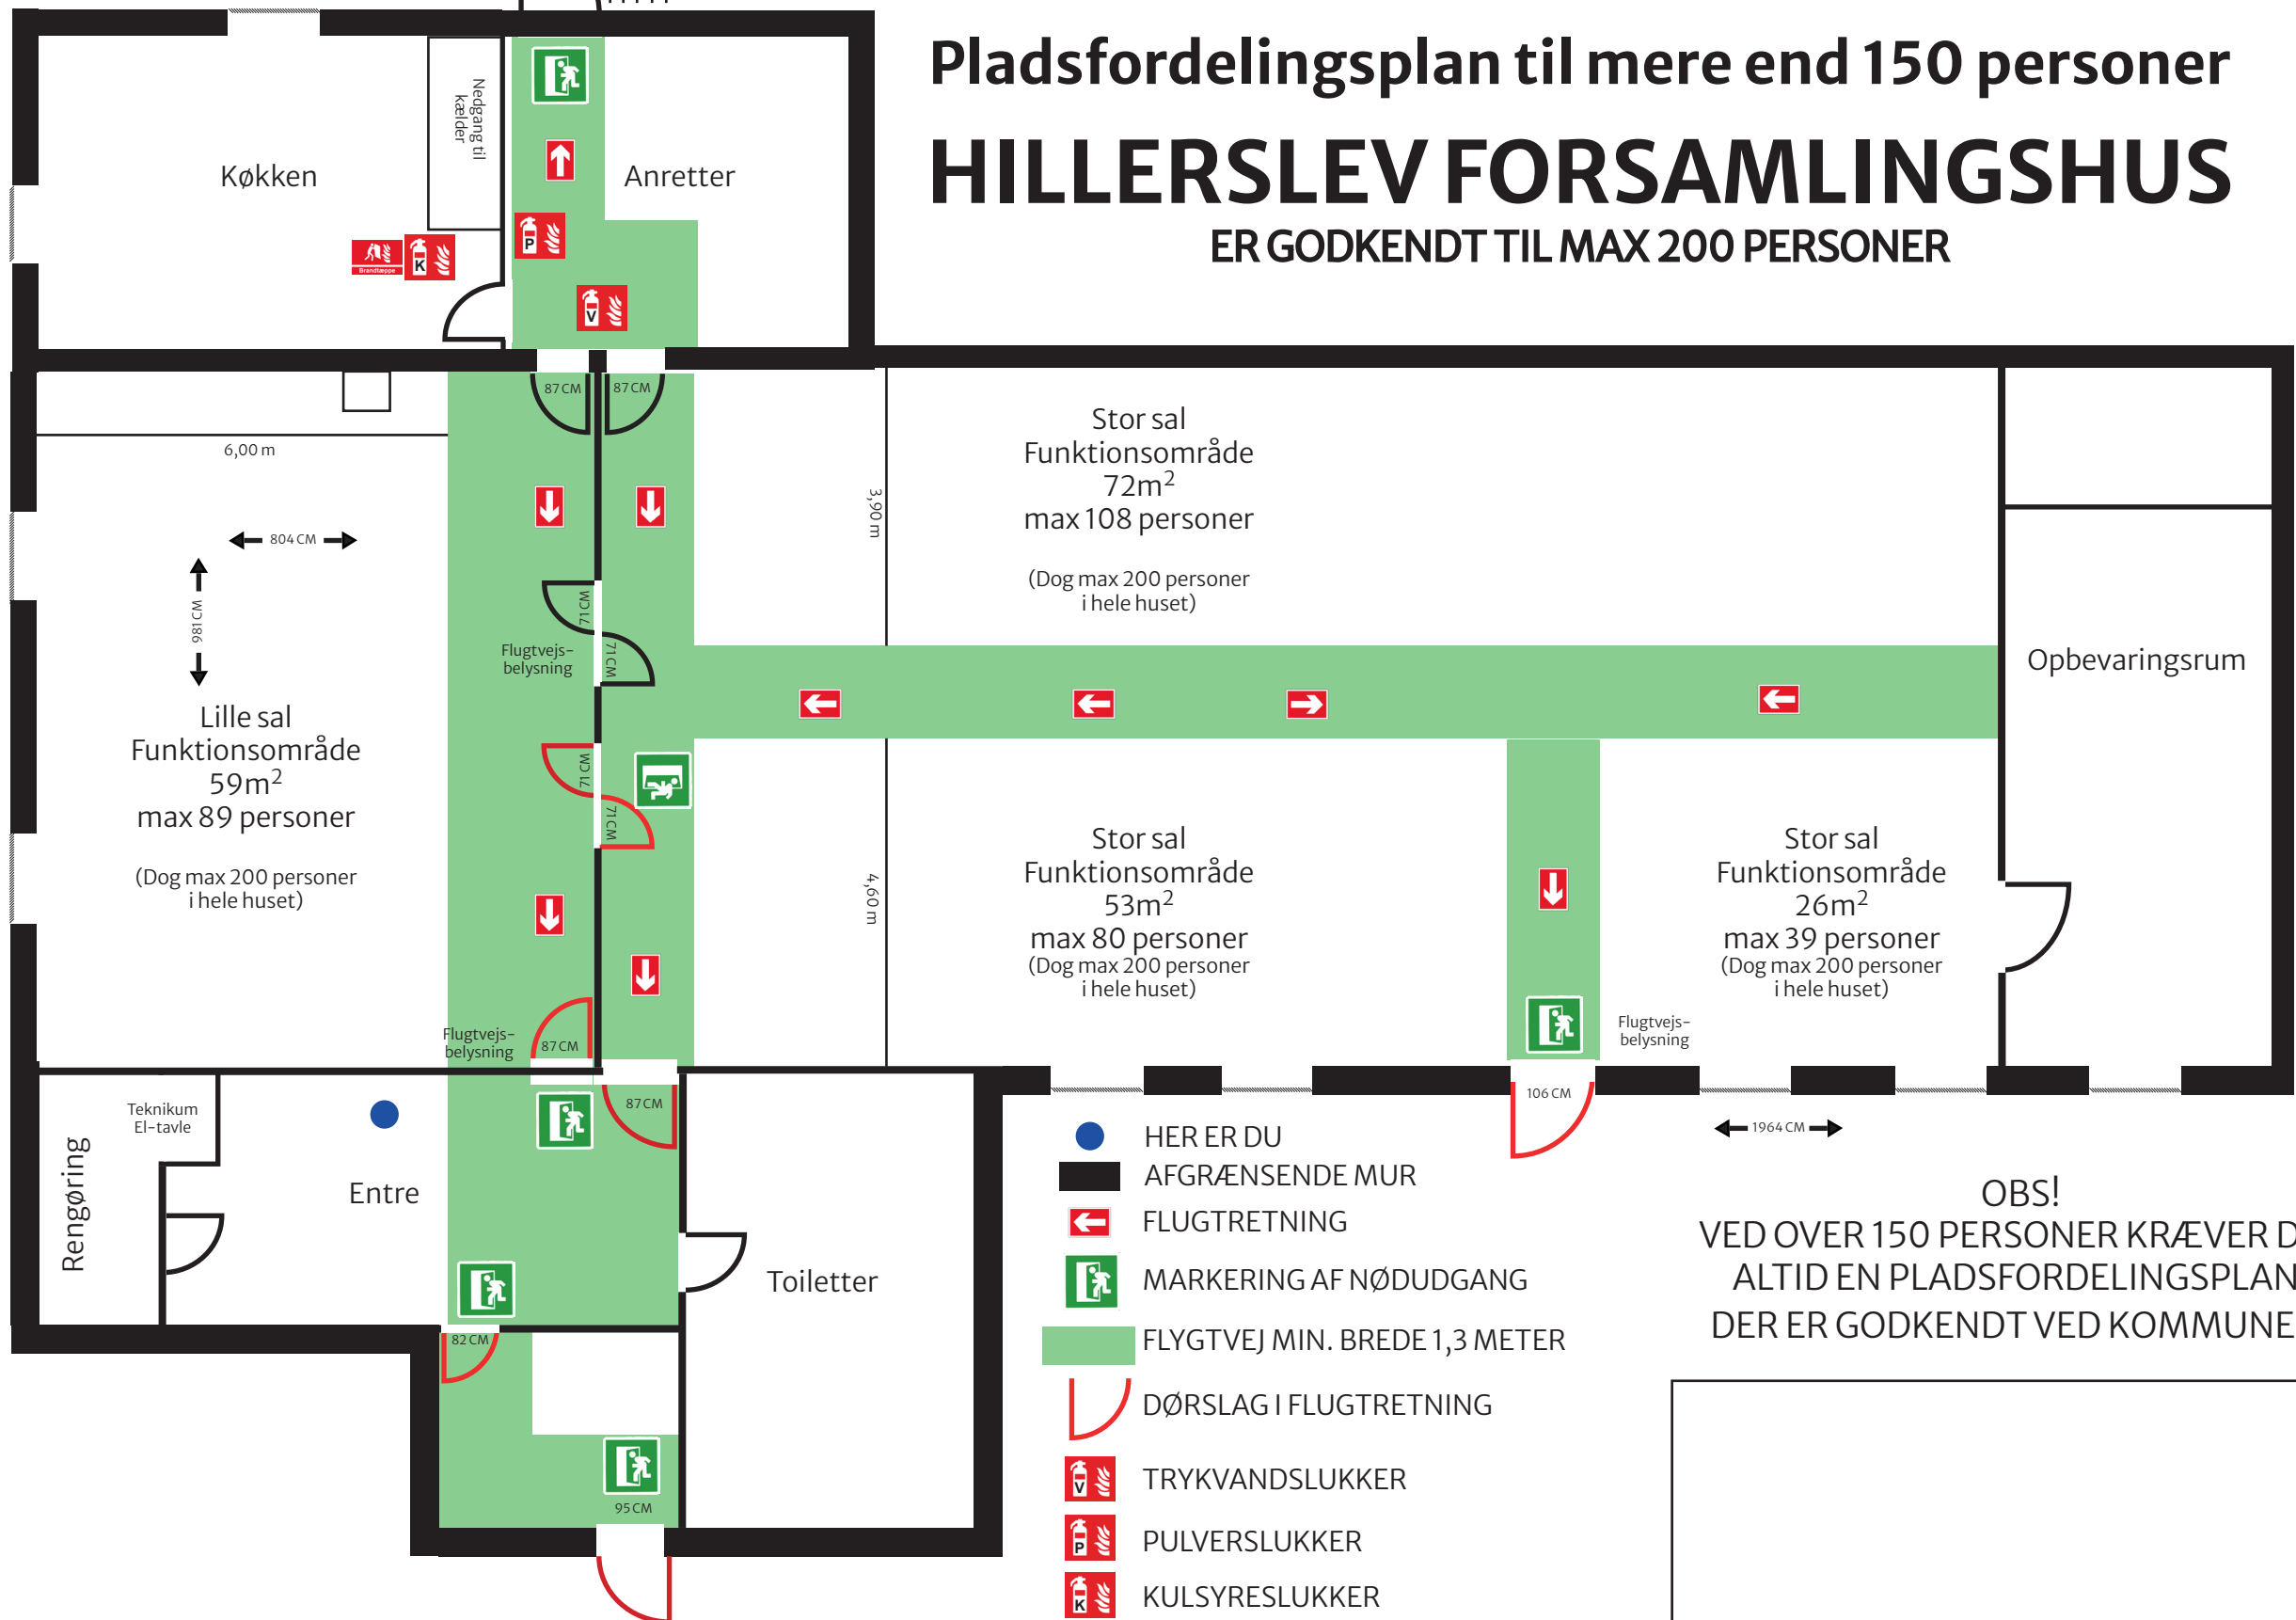 Pladsfordelingsplan til mere end 150 personer
HILLERSLEV FORSAMLINGSHUS
ER GODKENDT TIL MAX 200 PERSONER
Køkken
Nedgang til
kælder
Anretter
P
Brandtæppe
K
V
87 CM
87 CM
6,00 m
804 CM
981 CM
71 CM
71 CM
Flugtvejs-
belysning
Lille sal
Funktionsområde
59m²
max 89 personer
(Dog max 200 personer
i hele huset)
71 CM
71 CM
3,90 m
Stor sal
Funktionsområde
72m²
max 108 personer
(Dog max 200 personer
i hele huset)
Opbevaringsrum
4,60 m
Stor sal
Funktionsområde
53m²
max 80 personer
(Dog max 200 personer
i hele huset)
Stor sal
Funktionsområde
26m²
max 39 personer
(Dog max 200 personer
i hele huset)
Flugtvejs-
belysning
Flugtvejs-
belysning
87 CM
87 CM
106 CM
1964 CM
Teknikum
El-tavle
Rengøring
Entre
Toiletter
82 CM
95 CM
HER ER DU
AFGRÆNSENDE MUR
FLUGTRETNING
MARKERING AF NØDUDGANG
FLYGTVEJ MIN. BREDE 1,3 METER
DØRSLAG I FLUGTRETNING
V TRYKVANDSLUKKER
P PULVERSLUKKER
K KULSYRESLUKKER
OBS!
VED OVER 150 PERSONER KRÆVER D
ALTID EN PLADSFORDELINGSPLAN
DER ER GODKENDT VED KOMMUNE